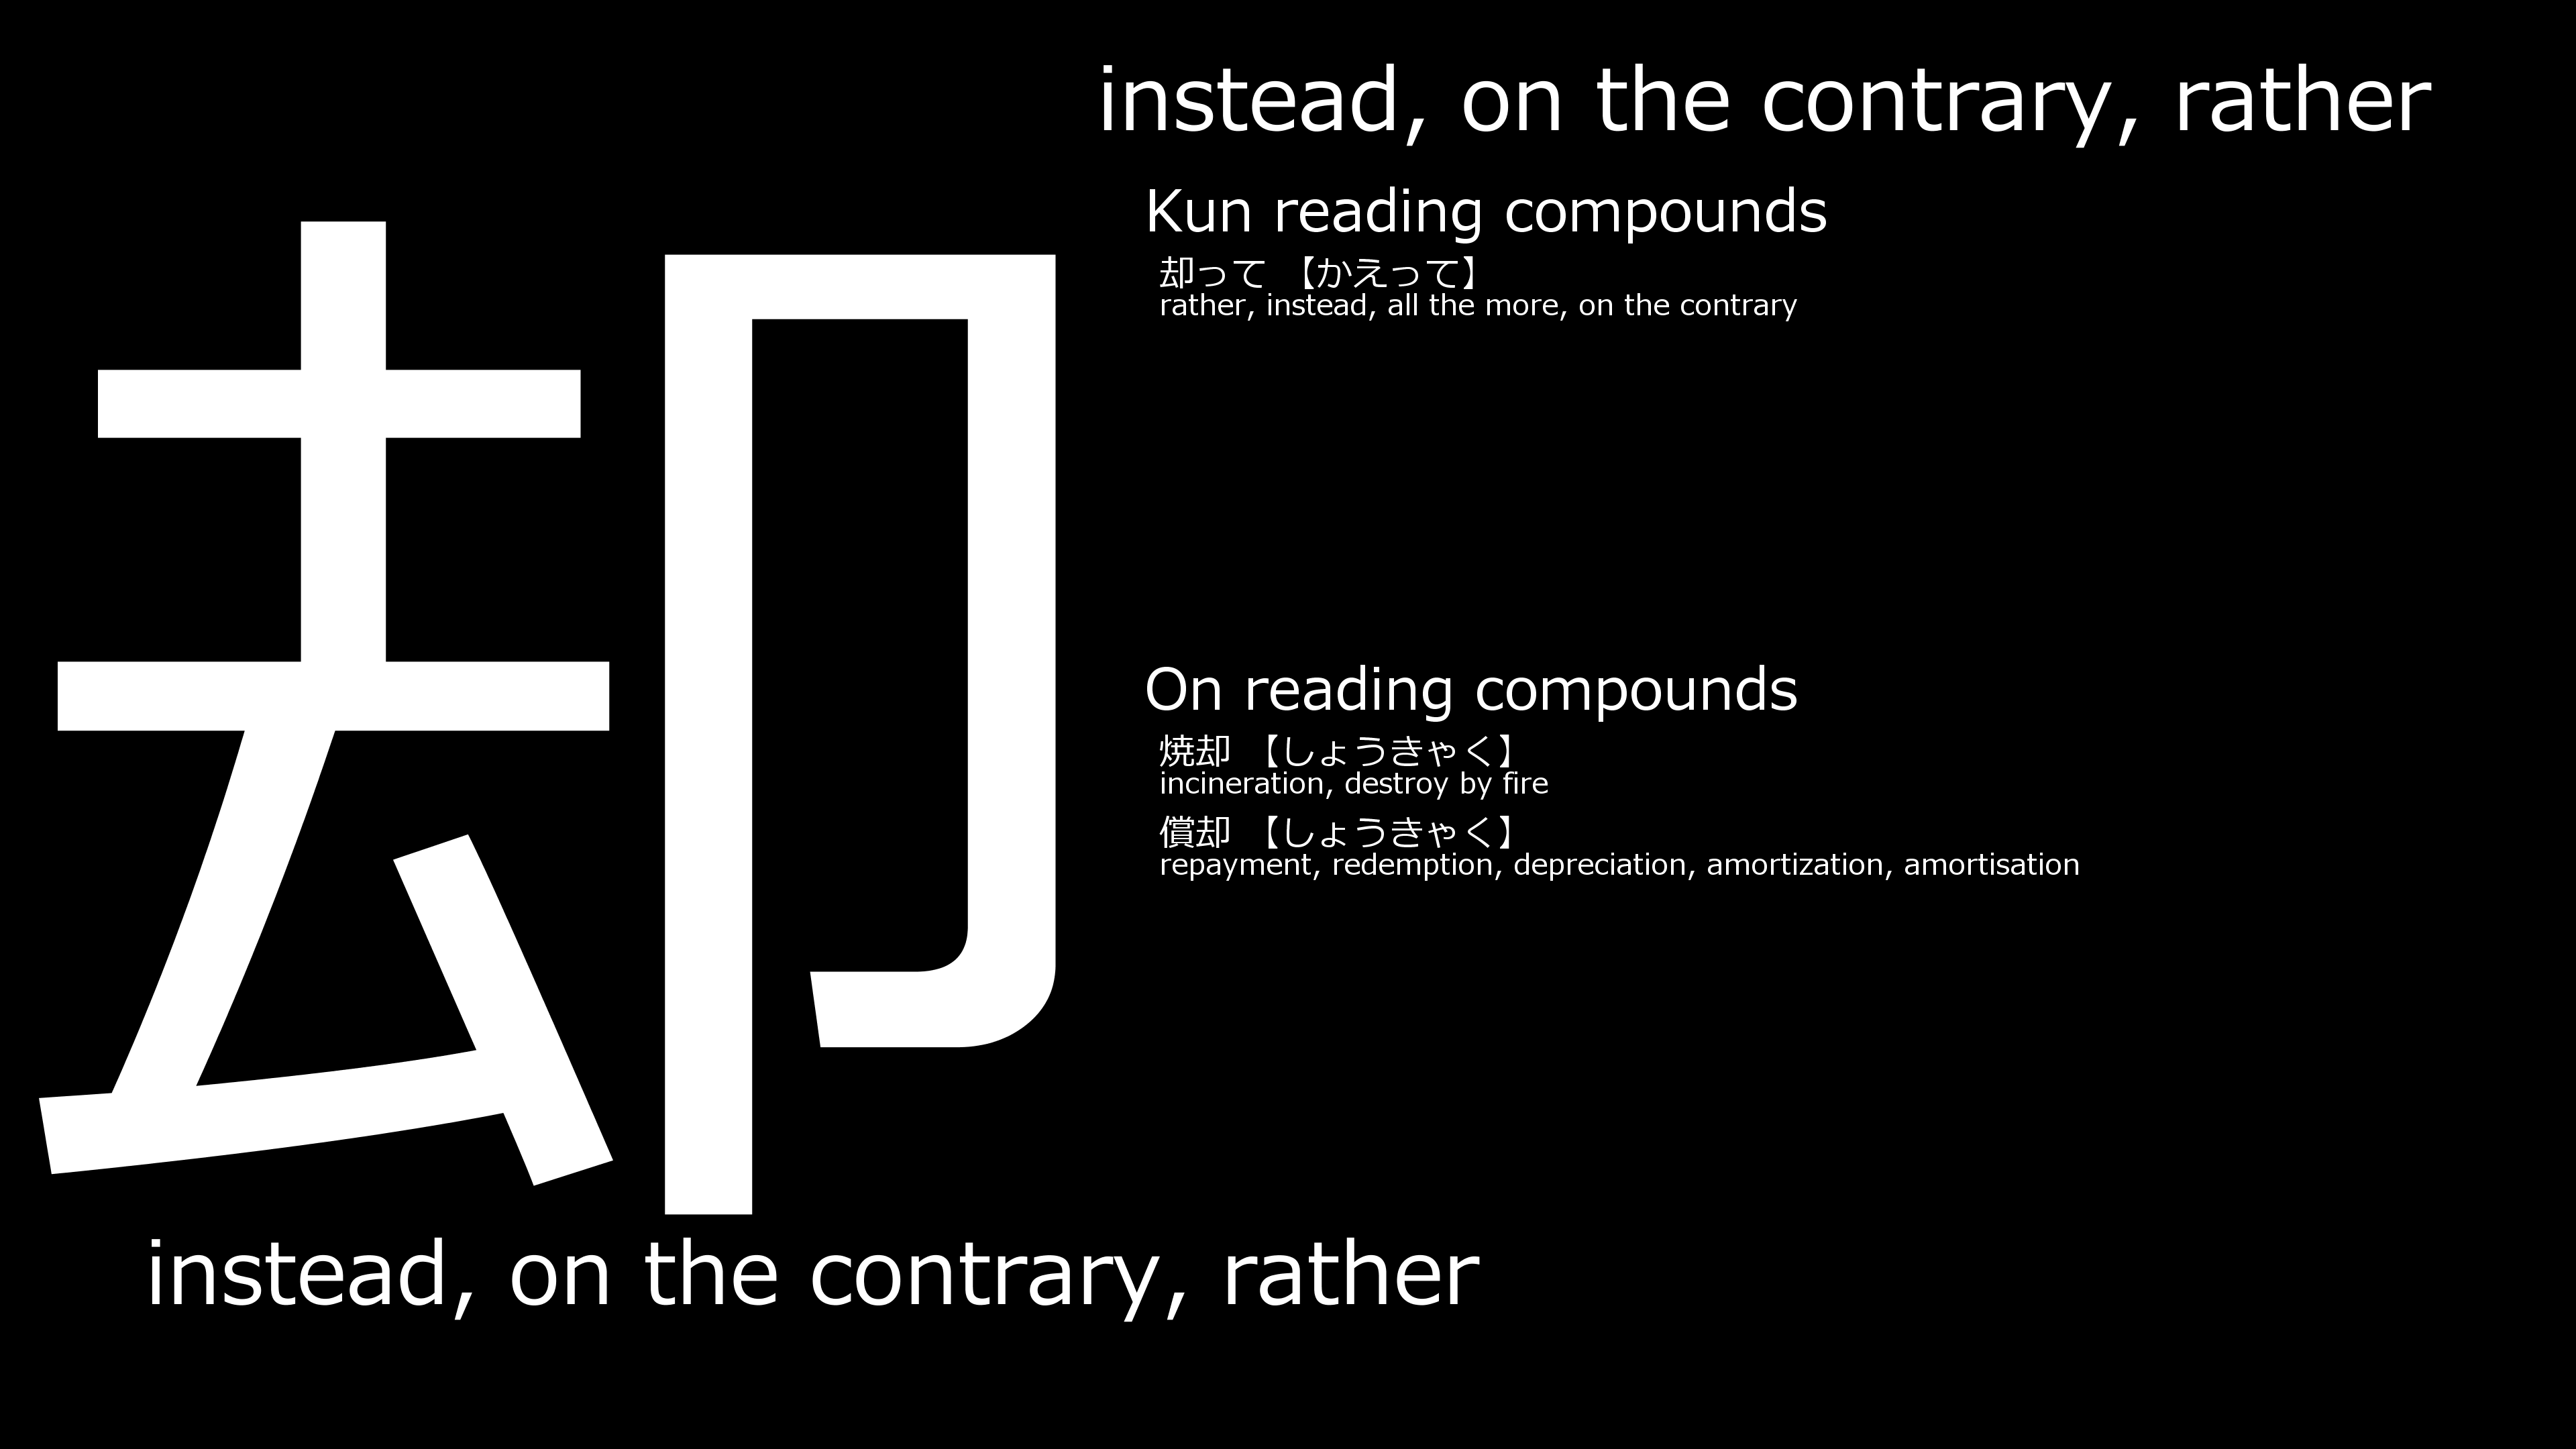 却
instead, on the contrary, rather
Kun reading compounds
却って 【かえって】
rather, instead, all the more, on the contrary
On reading compounds
焼却 【しょうきゃく】
incineration, destroy by fire
償却 【しょうきゃく】
repayment, redemption, depreciation, amortization, amortisation
instead, on the contrary, rather